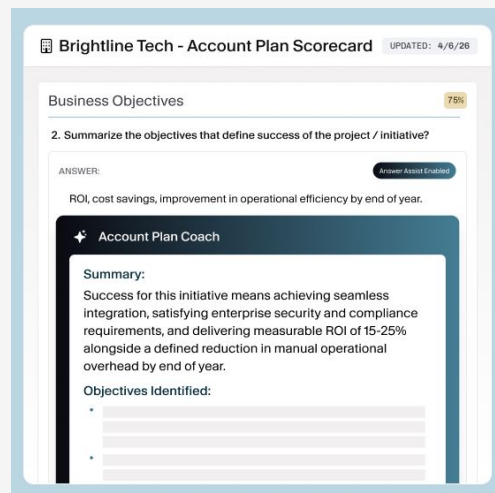 Brightline Tech - Account Plan Scorecard UPDATED: 4/6/26
Business Objectives 75%
2. Summarize the objectives that define success of the project / initiative?
ANSWER: Answer Assist Enabled
ROI, cost savings, improvement in operational efficiency by end of year.
Account Plan Coach
Summary:
Success for this initiative means achieving seamless
integration, satisfying enterprise security and compliance
requirements, and delivering measurable ROI of 15-25%
alongside a defined reduction in manual operational
overhead by end of year.
Objectives Identified: